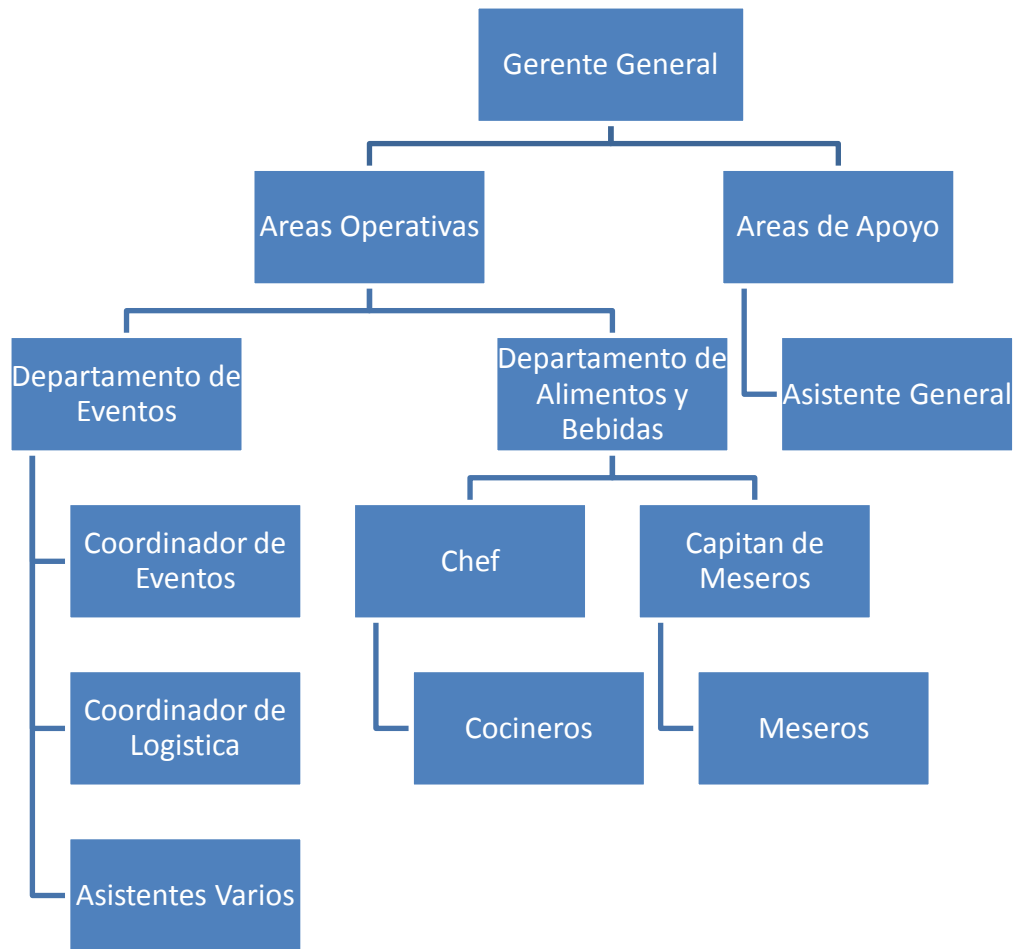 Gerente General
Areas Operativas
Areas de Apoyo
Departamento de
Eventos
Departamento de
Alimentos y
Bebidas
Asistente General
Coordinador de
Eventos
Chef
Capitan de
Meseros
Coordinador de
Logistica
Cocineros
Meseros
Asistentes Varios